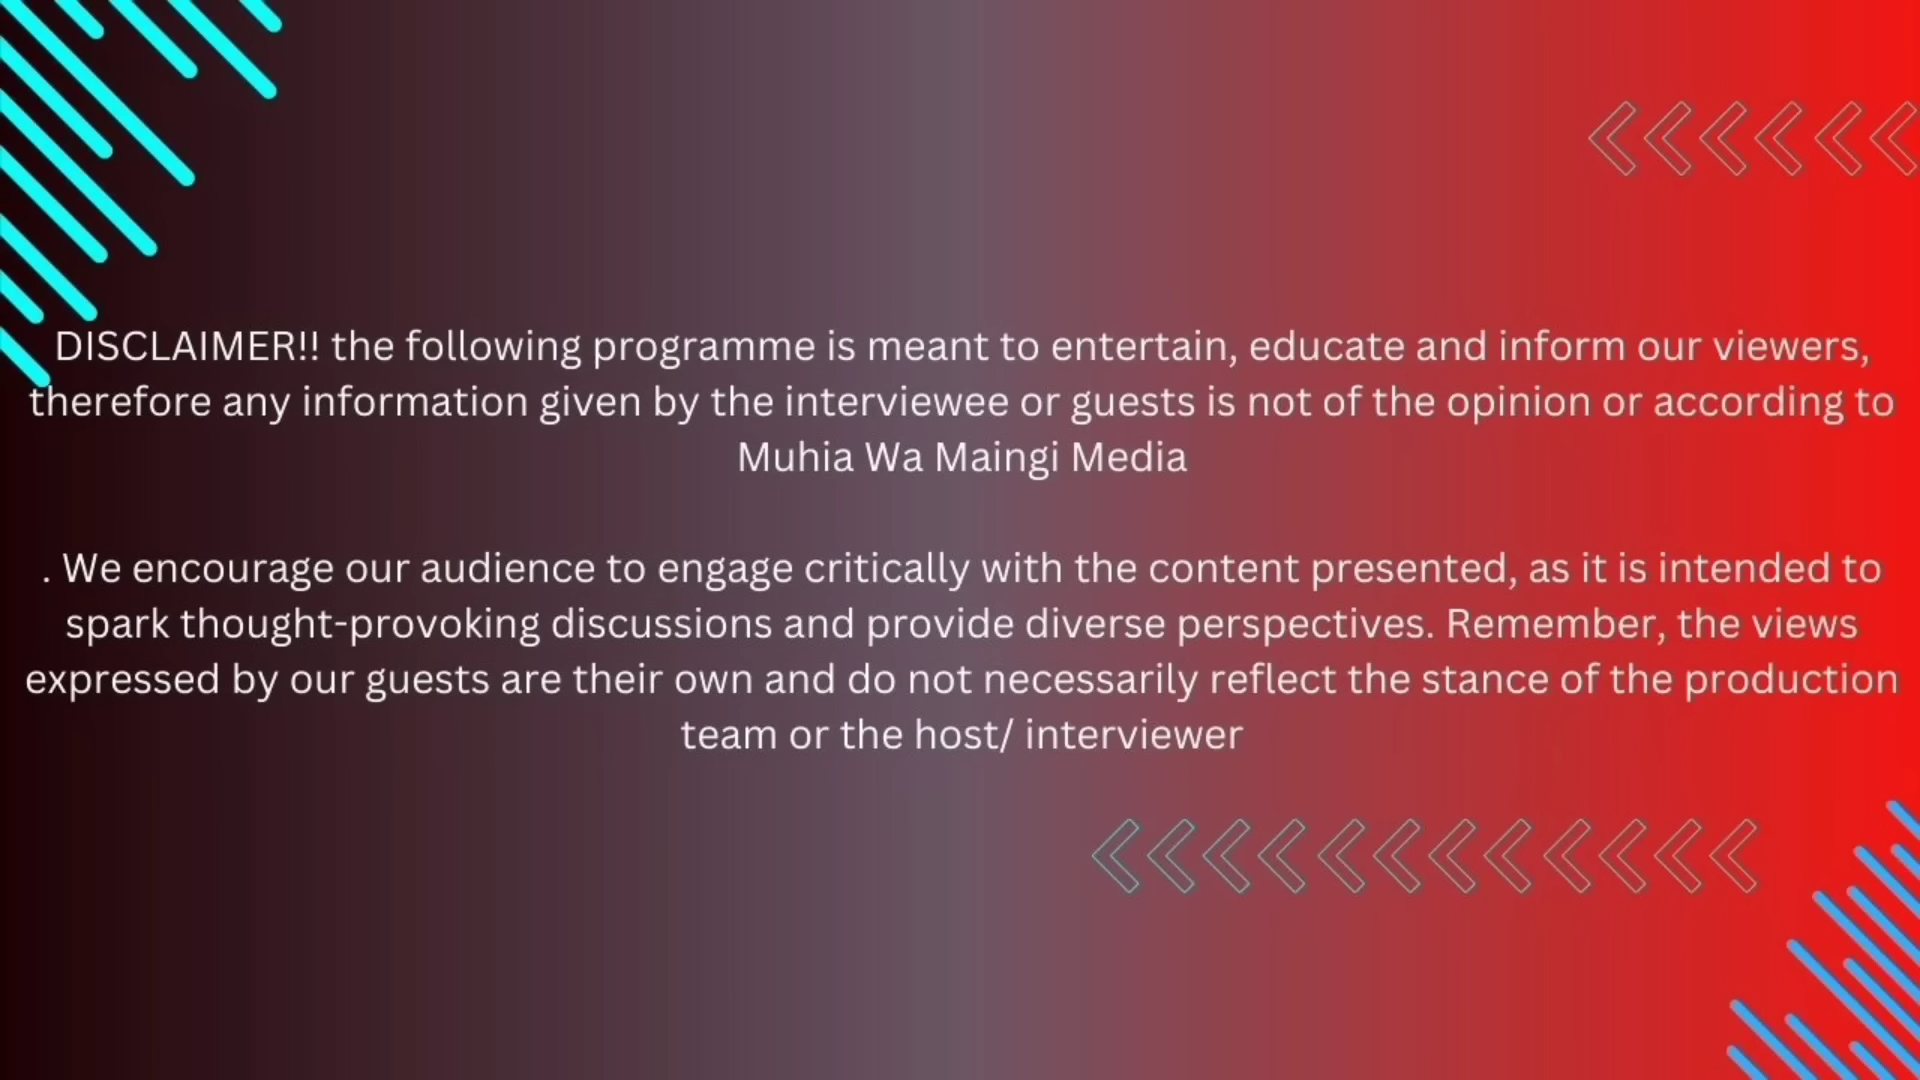 DISCLAIMER!! the following programme is meant to entertain, educate and inform our viewers,
therefore any information given by the interviewee or guests is not of the opinion or according to
Muhia Wa Maingi Media
. We encourage our audience to engage critically with the content presented, as it is intended to
spark thought-provoking discussions and provide diverse perspectives. Remember, the views
expressed by our guests are their own and do not necessarily reflect the stance of the production
team or the host/ interviewer